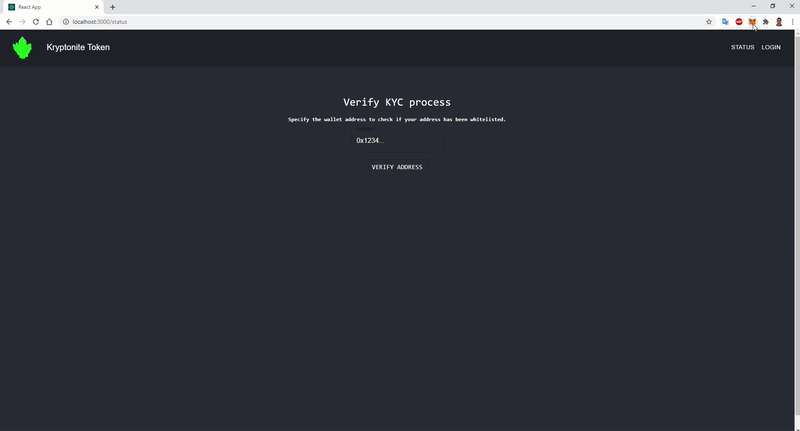 React App
localhost:3000/status
Kryptonite Token
STATUS
LOGIN
Verify KYC process
Specify the wallet address to check if your address has been whitelisted.
0x1234...
VERIFY ADDRESS